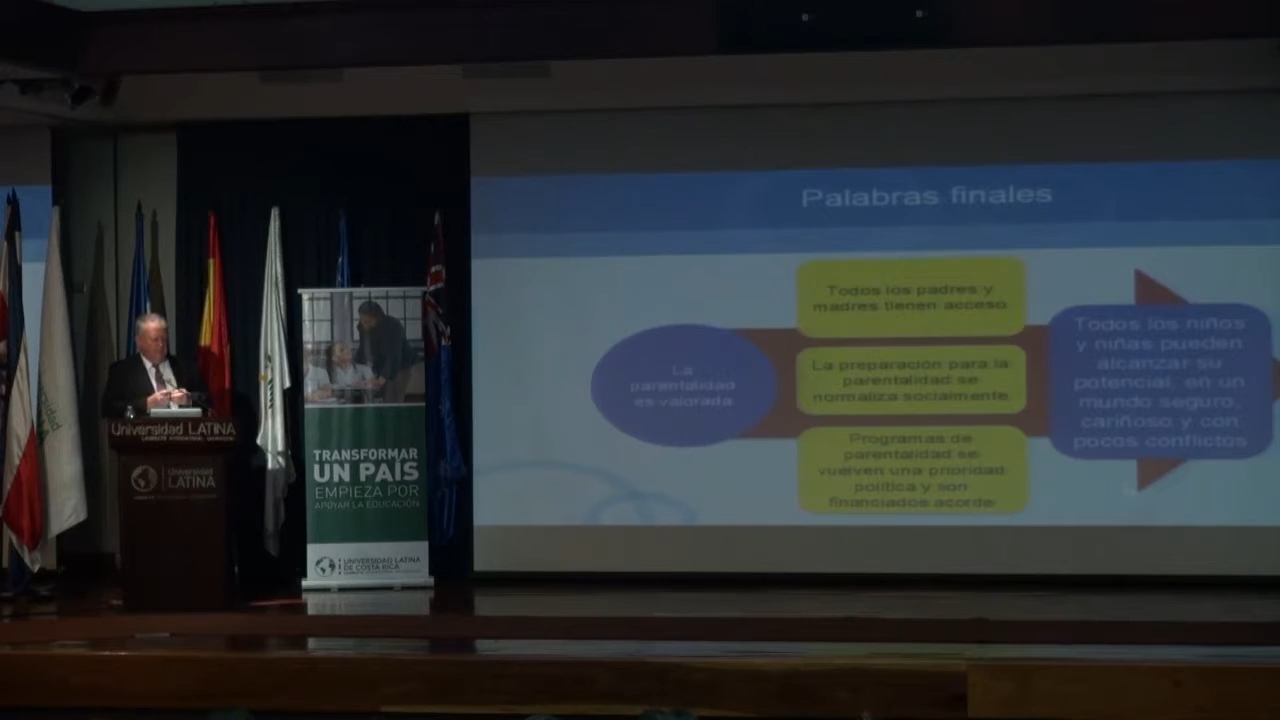 Palabras finales
Todos los padres y
madres tienen acceso
La
parentalidad
es valorada
La preparación para la
parentalidad se
normaliza socialmente
Programas de
parentalidad se
vuelven una prioridad
política y son
financiados acorde
Todos los niños
y niñas pueden
alcanzar su
potencial, en un
mundo seguro,
cariñoso y con
pocos conflictos
TRANSFORMAR
UN PAÍS
EMPIEZA POR
APOYAR LA EDUCACIÓN
UNIVERSIDAD LATINA
DE COSTA RICA
Universidad LATINA
Universidad
LATINA